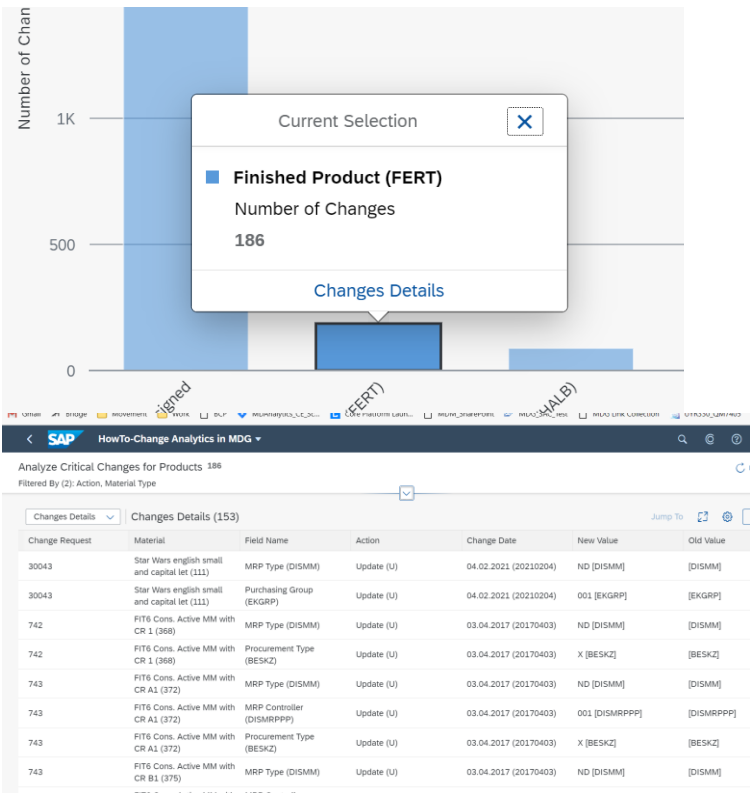 Number of Chan
1K
500
0
Current Selection
Finished Product (FERT)
Number of Changes
186
Changes Details
signed
(FERT)
HALB)
Gmail Bridge Movement Work BCP MDAnalytics_CE_Sc... Core Platform Laun... MDM_SharePoint MDG_SAC_Test MDG Link Collection
SAP HowTo-Change Analytics in MDG
Analyze Critical Changes for Products 186
Filtered By (2): Action, Material Type
Changes Details Changes Details (153) Jump To
Change Request Material Field Name Action Change Date New Value Old Value
30043 Star Wars english small and capital let (111) MRP Type (DISMM) Update (U) 04.02.2021 (20210204) ND [DISMM] [DISMM]
30043 Star Wars english small and capital let (111) Purchasing Group (EKGRP) Update (U) 04.02.2021 (20210204) 001 [EKGRP] [EKGRP]
742 FIT6 Cons. Active MM with CR 1 (368) MRP Type (DISMM) Update (U) 03.04.2017 (20170403) ND [DISMM] [DISMM]
742 FIT6 Cons. Active MM with CR 1 (368) Procurement Type (BESKZ) Update (U) 03.04.2017 (20170403) X [BESKZ] [BESKZ]
743 FIT6 Cons. Active MM with CR A1 (372) MRP Type (DISMM) Update (U) 03.04.2017 (20170403) ND [DISMM] [DISMM]
743 FIT6 Cons. Active MM with CR A1 (372) MRP Controller (DISMRPPP) Update (U) 03.04.2017 (20170403) 001 [DISMRPPP] [DISMRPPP]
743 FIT6 Cons. Active MM with CR A1 (372) Procurement Type (BESKZ) Update (U) 03.04.2017 (20170403) X [BESKZ] [BESKZ]
743 FIT6 Cons. Active MM with CR B1 (375) MRP Type (DISMM) Update (U) 03.04.2017 (20170403) ND [DISMM] [DISMM]